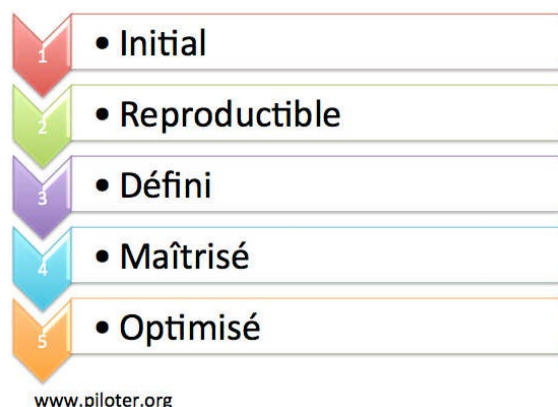 1 • Initial
2 • Reproductible
3 • Défini
4 • Maîtrisé
5 • Optimisé
www.piloter.org